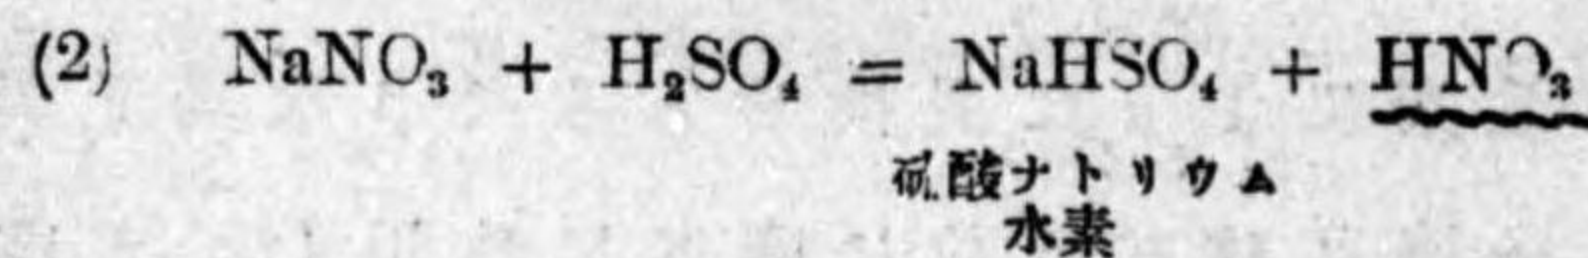 (2) NaNO₃ + H₂SO₄ = NaHSO₄ + HNO₃
硫酸ナトリウム
水素